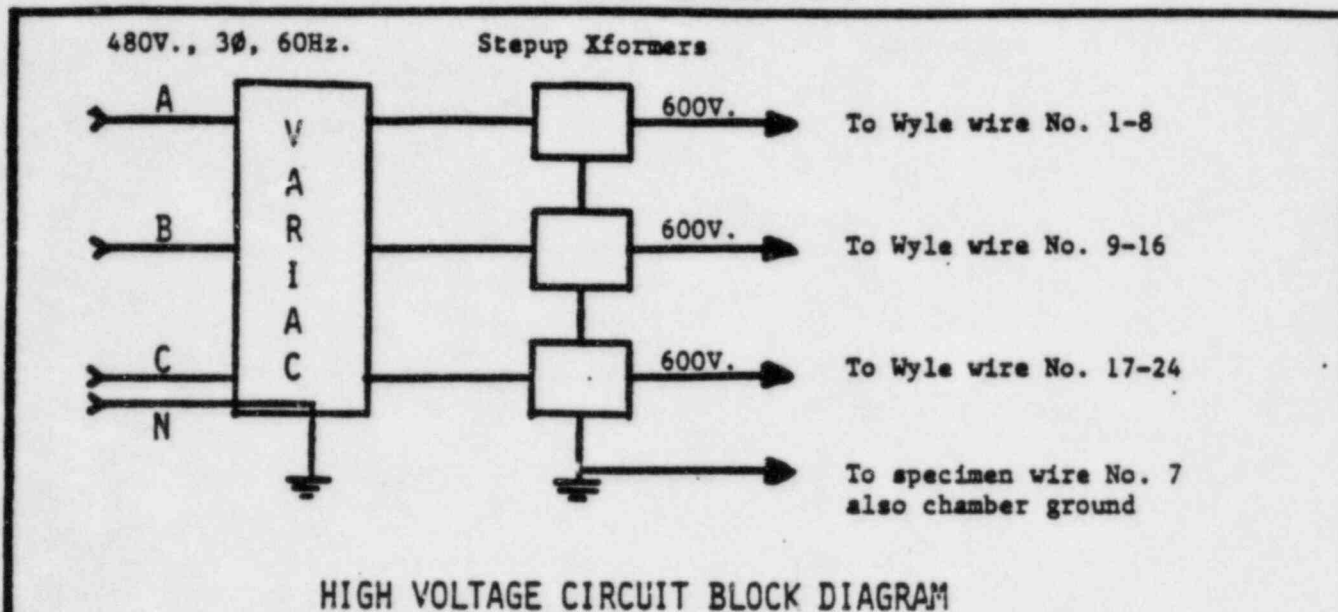 480V., 3Ø, 60Hz. Stepup Xformers
A
VARIAC
600V.
To Wyle wire No. 1-8
B
600V.
To Wyle wire No. 9-16
C
600V.
To Wyle wire No. 17-24
N
To specimen wire No. 7
also chamber ground
HIGH VOLTAGE CIRCUIT BLOCK DIAGRAM